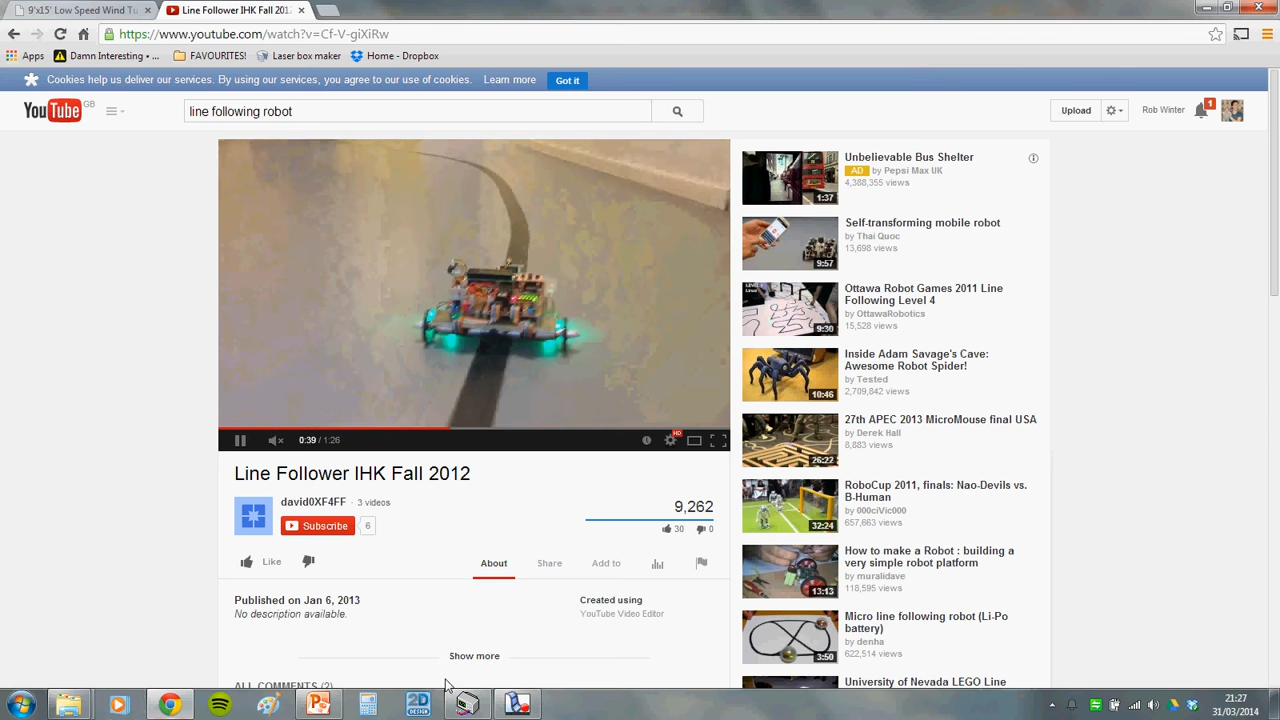 9'x15' Low Speed Wind Tu
Line Follower IHK Fall 201
https://www.youtube.com/watch?v=Cf-V-giXiRw
Apps
Damn Interesting • ...
FAVOURITES!
Laser box maker
Home - Dropbox
Cookies help us deliver our services. By using our services, you agree to our use of cookies.
Learn more
Got it
YouTube GB
line following robot
Upload
Rob Winter
1
Unbelievable Bus Shelter
AD by Pepsi Max UK
4,388,355 views
1:37
Self-transforming mobile robot
by Thai Quoc
13,698 views
9:57
Ottawa Robot Games 2011 Line
Following Level 4
by OttawaRobotics
15,528 views
9:30
Inside Adam Savage's Cave:
Awesome Robot Spider!
by Tested
2,709,842 views
10:46
27th APEC 2013 MicroMouse final USA
by Derek Hall
8,883 views
26:22
RoboCup 2011, finals: Nao-Devils vs.
B-Human
by 000ciVic000
657,663 views
32:24
How to make a Robot : building a
very simple robot platform
by muralidave
118,595 views
13:13
Micro line following robot (Li-Po
battery)
by denha
622,514 views
3:50
University of Nevada LEGO Line
0:39 / 1:26
HD
Line Follower IHK Fall 2012
david0XF4FF · 3 videos
Subscribe 6
9,262
30 0
Like
About
Share
Add to
Published on Jan 6, 2013
No description available.
Created using
YouTube Video Editor
Show more
ALL COMMENTS (2)
2D
DESIGN
21:27
31/03/2014